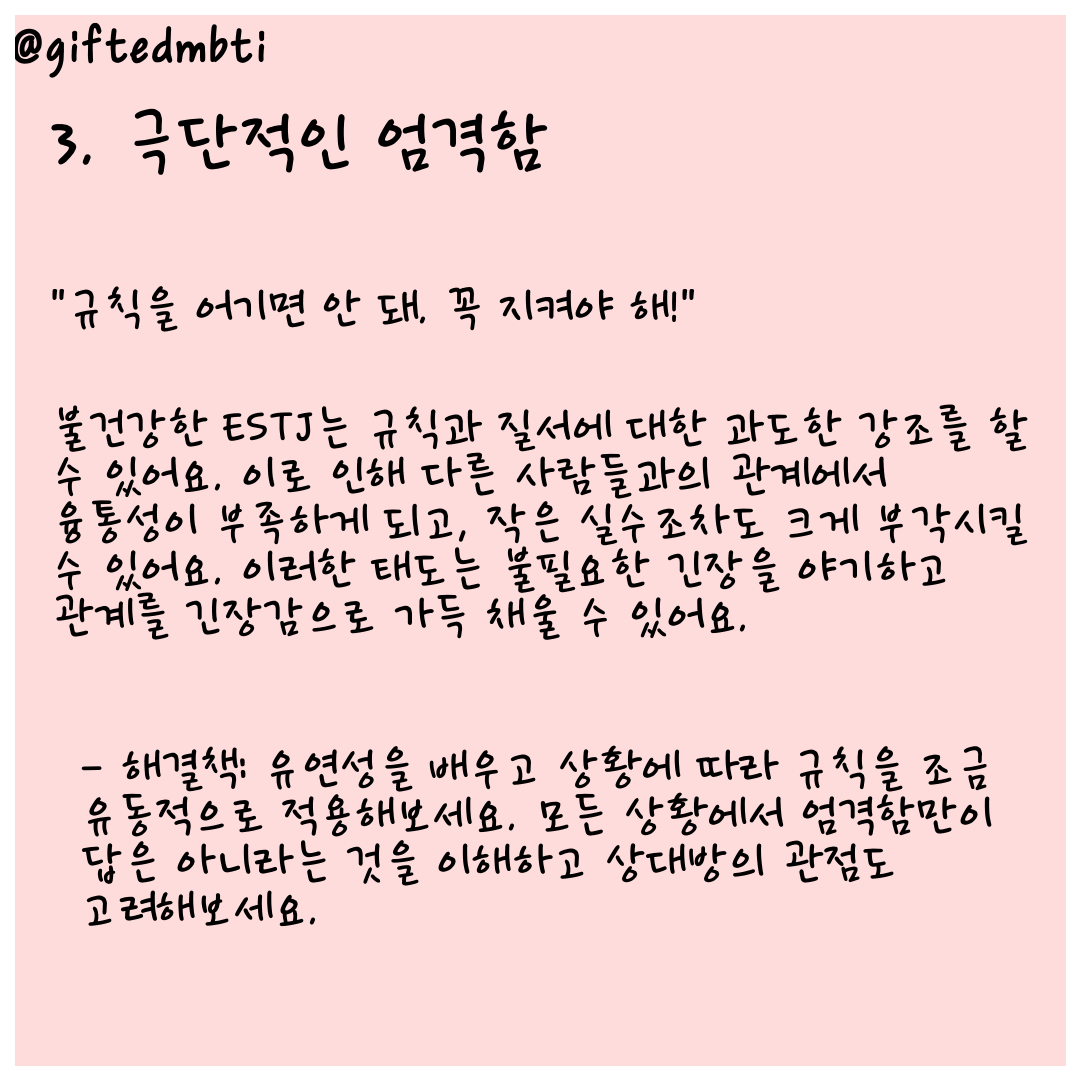 @giftedmbti
3. 극단적인 엄격함
"규칙을 어기면 안 돼. 꼭 지켜야 해!"
불건강한 ESTJ는 규칙과 질서에 대한 과도한 강조를 할
수 있어요. 이로 인해 다른 사람들과의 관계에서
융통성이 부족하게 되고, 작은 실수조차도 크게 부각시킬
수 있어요. 이러한 태도는 불필요한 긴장을 야기하고
관계를 긴장감으로 가득 채울 수 있어요.
- 해결책: 유연성을 배우고 상황에 따라 규칙을 조금
유동적으로 적용해보세요. 모든 상황에서 엄격함만이
답은 아니라는 것을 이해하고 상대방의 관점도
고려해보세요.